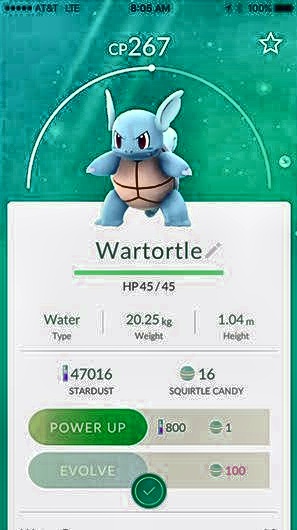 AT&T LTE 8:05 AM 100%
CP267
Wartortle
HP 45 / 45
Water 20.25 kg 1.04 m
Type Weight Height
47016 16
STARDUST SQUIRTLE CANDY
POWER UP 800 1
EVOLVE 100